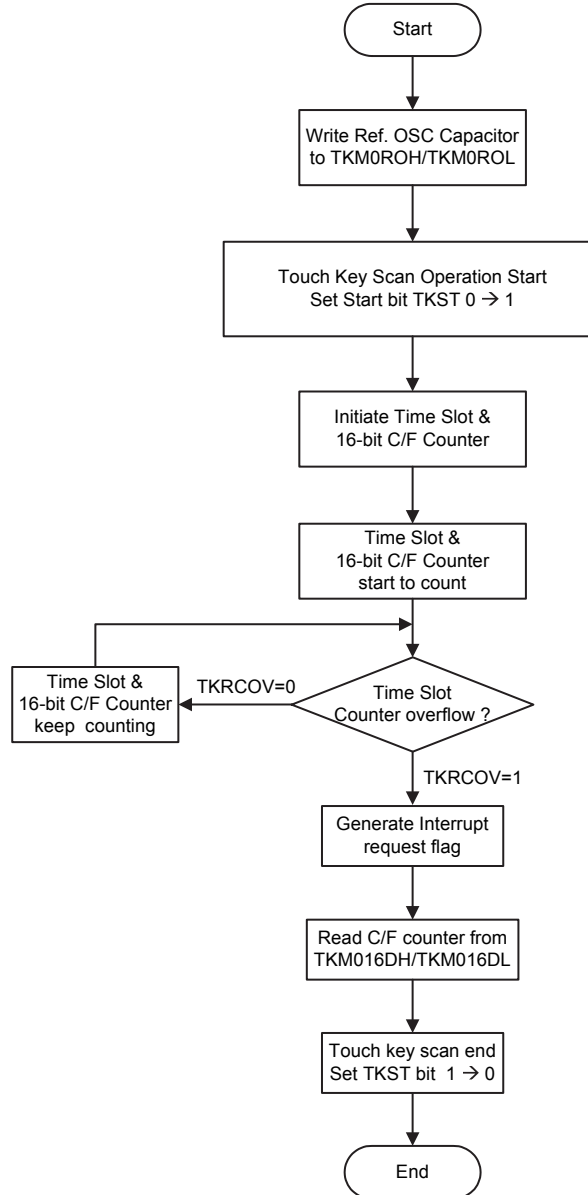 Start
Write Ref. OSC Capacitor
to TKM0ROH/TKM0ROL
Touch Key Scan Operation Start
Set Start bit TKST 0 → 1
Initiate Time Slot &
16-bit C/F Counter
Time Slot &
16-bit C/F Counter
start to count
Time Slot &
16-bit C/F Counter
keep counting
TKRCOV=0
Time Slot
Counter overflow ?
TKRCOV=1
Generate Interrupt
request flag
Read C/F counter from
TKM016DH/TKM016DL
Touch key scan end
Set TKST bit 1 → 0
End